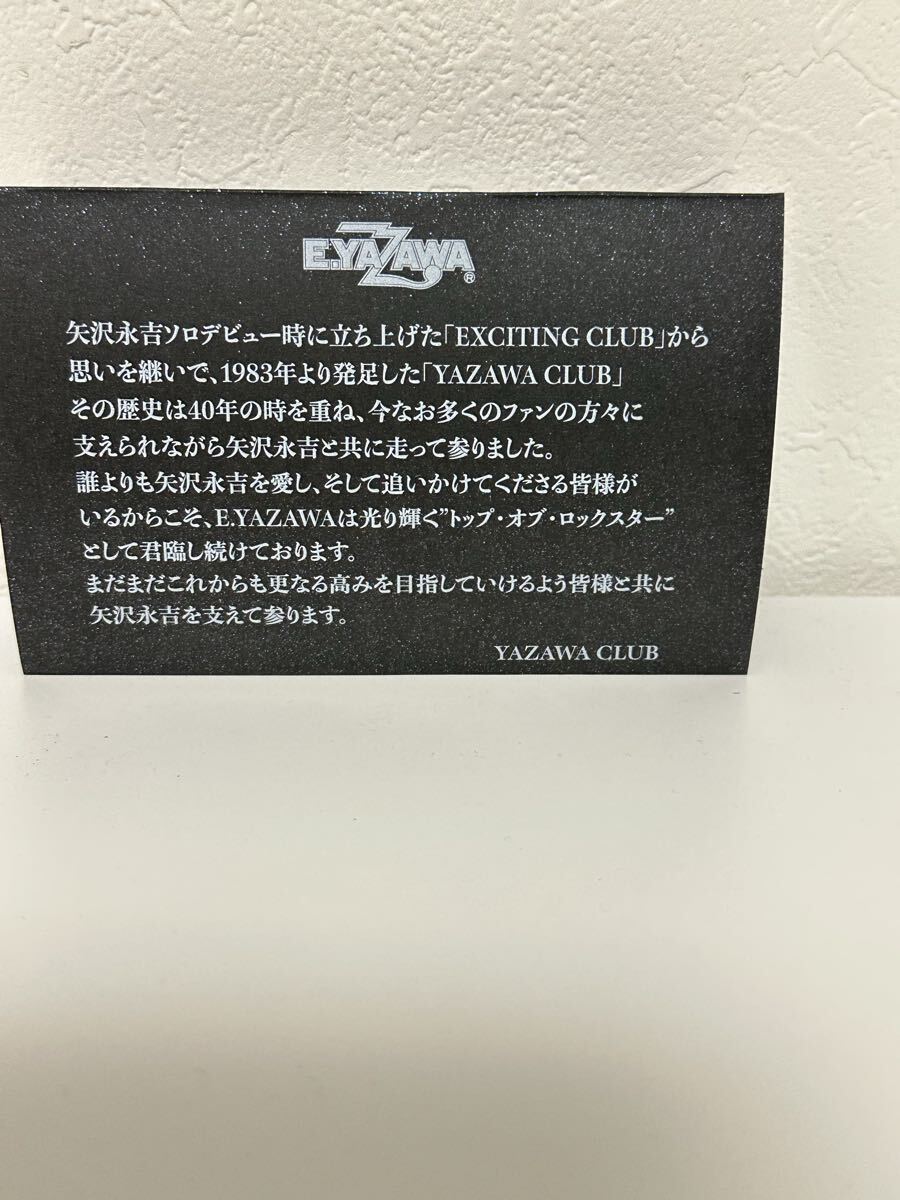 E.YAZAWA®
矢沢永吉ソロデビュー時に立ち上げた「EXCITING CLUB」から
思いを継いで、1983年より発足した「YAZAWA CLUB」
その歴史は40年の時を重ね、今なお多くのファンの方々に
支えられながら矢沢永吉と共に走って参りました。
誰よりも矢沢永吉を愛し、そして追いかけてくださる皆様が
いるからこそ、E.YAZAWAは光り輝く”トップ・オブ・ロックスター”
として君臨し続けております。
まだまだこれからも更なる高みを目指していけるよう皆様と共に
矢沢永吉を支えて参ります。
YAZAWA CLUB